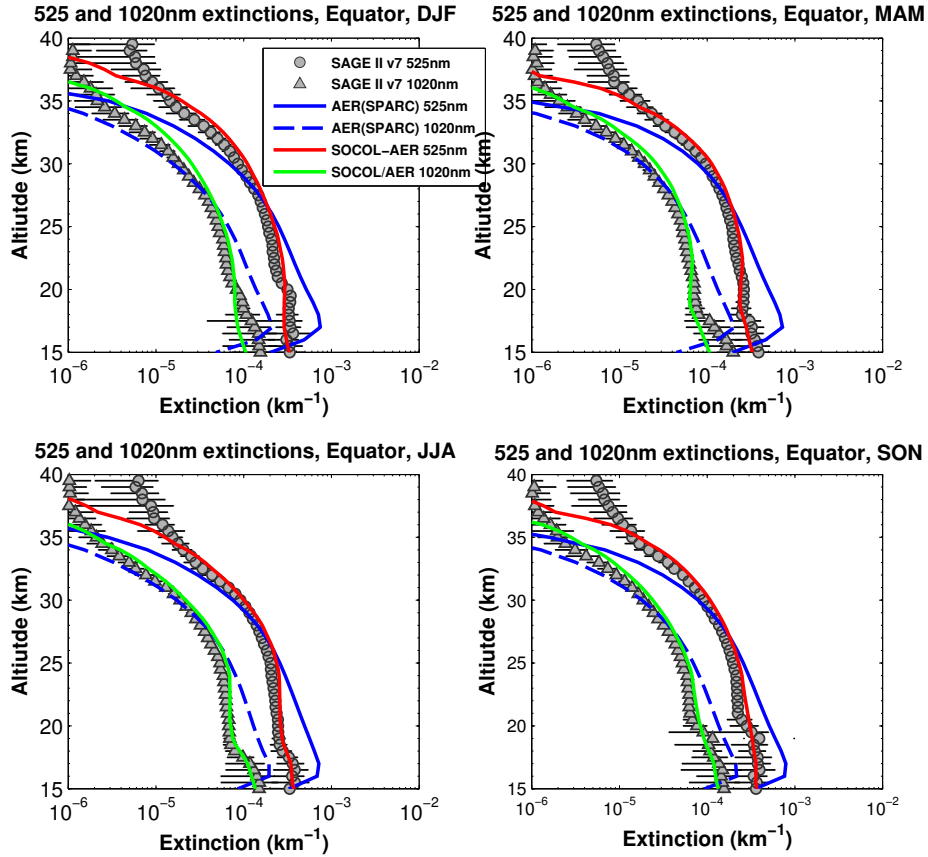 525 and 1020nm extinctions, Equator, DJF
40
35
30
25
20
15
Altiutde (km)
10⁻⁶ 10⁻⁵ 10⁻⁴ 10⁻³ 10⁻²
Extinction (km⁻¹)
SAGE II v7 525nm
SAGE II v7 1020nm
AER(SPARC) 525nm
AER(SPARC) 1020nm
SOCOL−AER 525nm
SOCOL/AER 1020nm
525 and 1020nm extinctions, Equator, MAM
40
35
30
25
20
15
Altiutde (km)
10⁻⁶ 10⁻⁵ 10⁻⁴ 10⁻³ 10⁻²
Extinction (km⁻¹)
525 and 1020nm extinctions, Equator, JJA
40
35
30
25
20
15
Altiutde (km)
10⁻⁶ 10⁻⁵ 10⁻⁴ 10⁻³ 10⁻²
Extinction (km⁻¹)
525 and 1020nm extinctions, Equator, SON
40
35
30
25
20
15
Altiutde (km)
10⁻⁶ 10⁻⁵ 10⁻⁴ 10⁻³ 10⁻²
Extinction (km⁻¹)